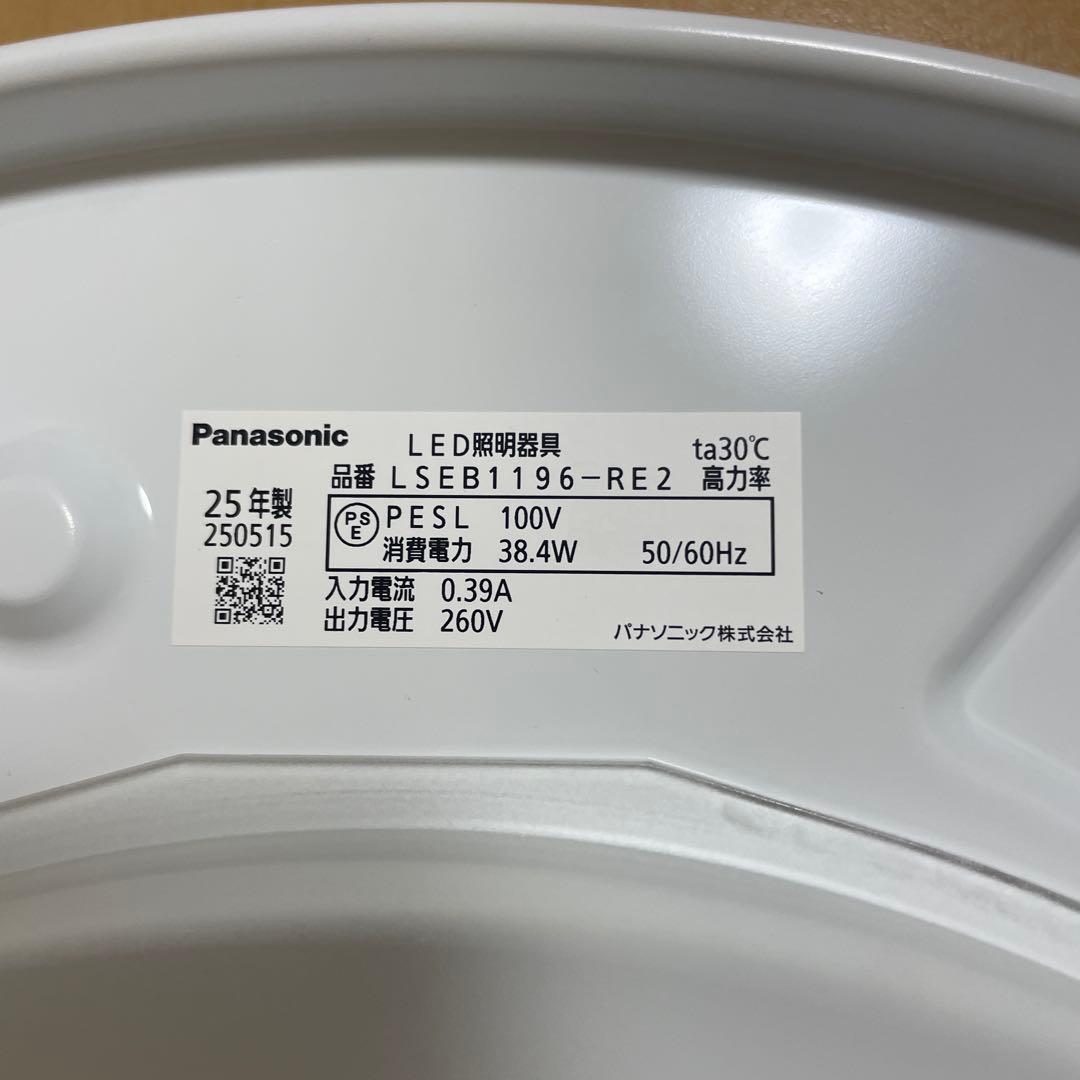 Panasonic LED照明器具 ta30℃
品番 LSEB1196-RE2 高力率
25年製
250515
PSE PESL 100V
消費電力 38.4W 50/60Hz
入力電流 0.39A
出力電圧 260V
パナソニック株式会社